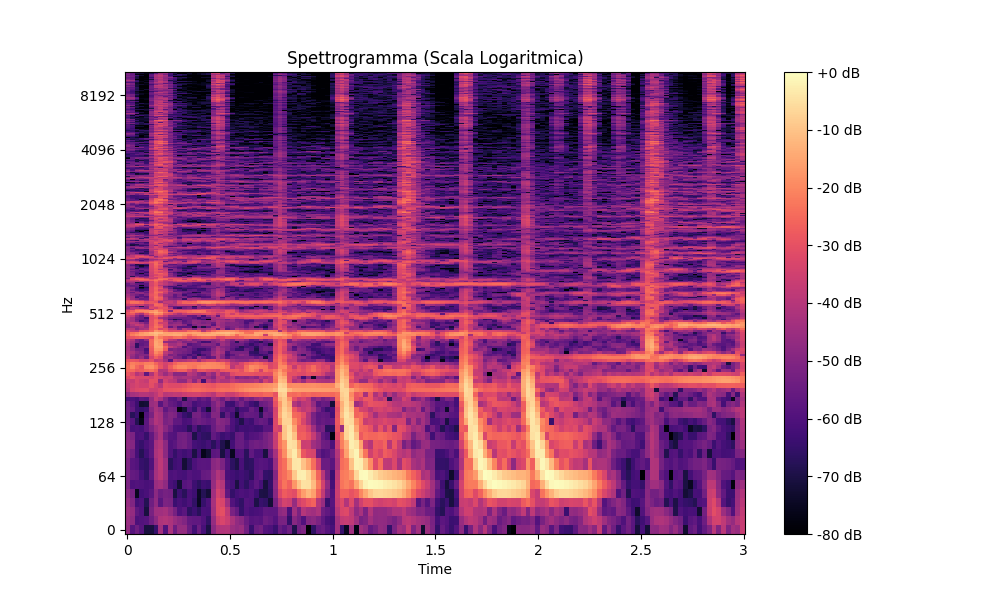 Spettrogramma (Scala Logaritmica)
Hz
8192
4096
2048
1024
512
256
128
64
0
0 0.5 1 1.5 2 2.5 3
Time
+0 dB
-10 dB
-20 dB
-30 dB
-40 dB
-50 dB
-60 dB
-70 dB
-80 dB